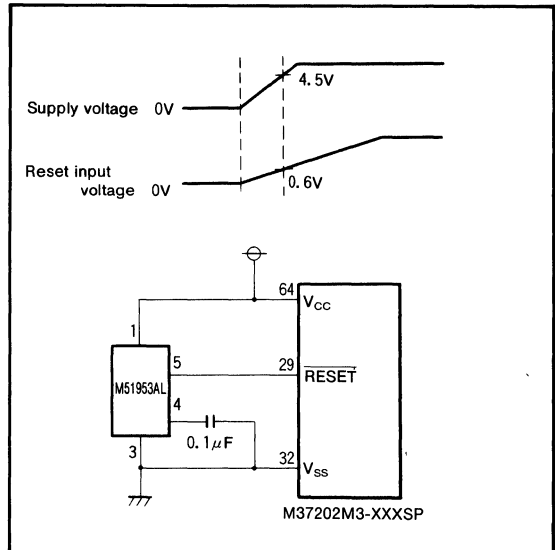 4.5V
Supply voltage 0V
Reset input
voltage 0V
0.6V
64 VCC
1
5 29 RESET
M51953AL
4
0.1μF
3
32 VSS
M37202M3-XXXSP